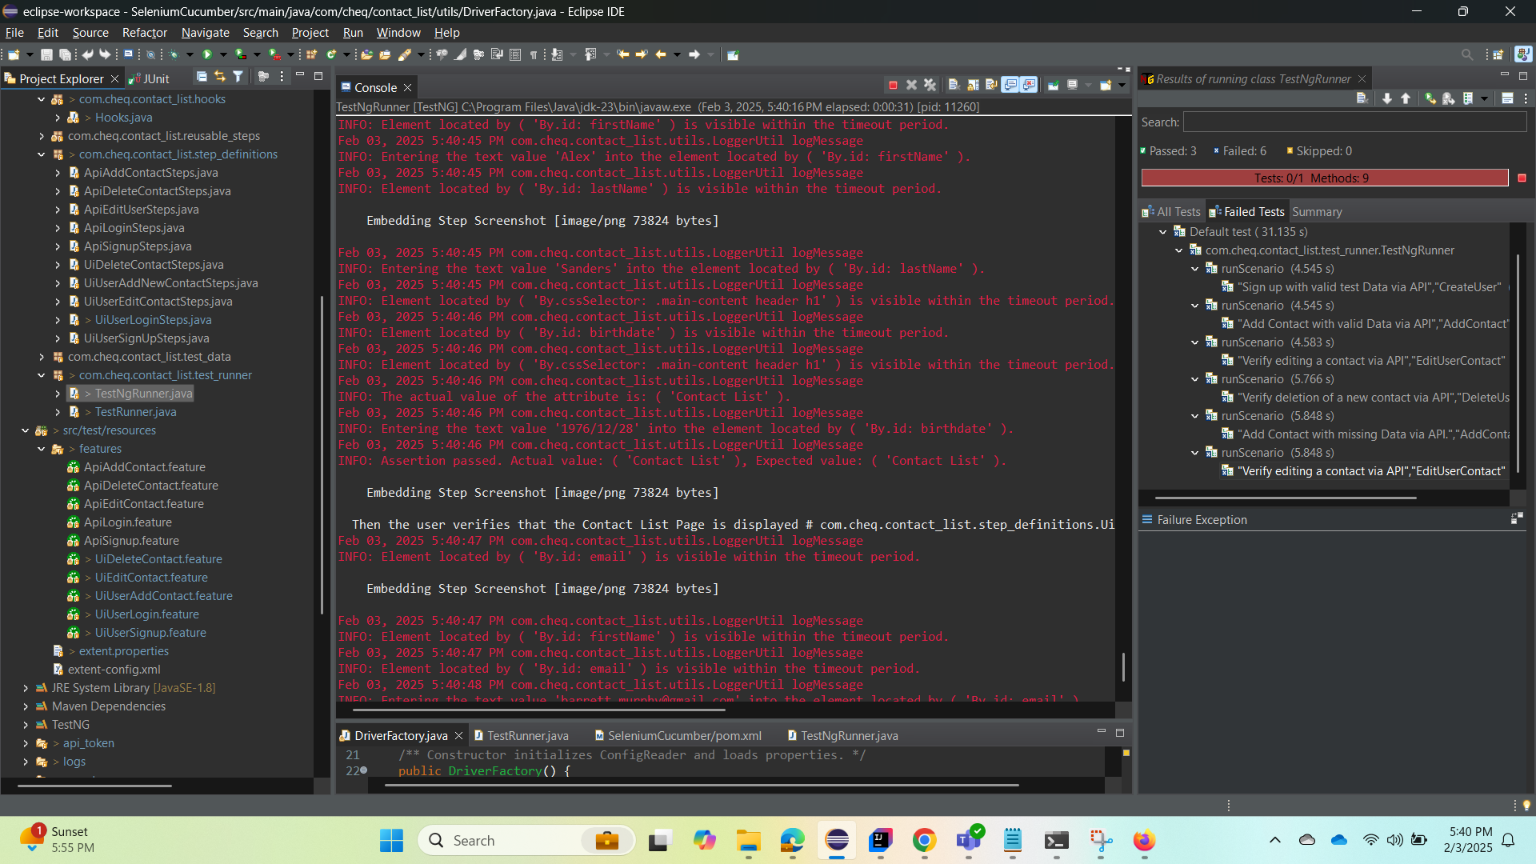 eclipse-workspace - SeleniumCucumber/src/main/java/com/cheq/contact_list/utils/DriverFactory.java - Eclipse IDE
File Edit Source Refactor Navigate Search Project Run Window Help
Project Explorer
JUnit
com.cheq.contact_list.hooks
> Hooks.java
com.cheq.contact_list.reusable_steps
> com.cheq.contact_list.step_definitions
ApiAddContactSteps.java
ApiDeleteContactSteps.java
ApiEditUserSteps.java
ApiLoginSteps.java
ApiSignupSteps.java
UiDeleteContactSteps.java
UiUserAddNewContactSteps.java
UiUserEditContactSteps.java
> UiUserLoginSteps.java
UiUserSignUpSteps.java
com.cheq.contact_list.test_data
> com.cheq.contact_list.test_runner
> TestNgRunner.java
> TestRunner.java
> src/test/resources
> features
ApiAddContact.feature
ApiDeleteContact.feature
ApiEditContact.feature
ApiLogin.feature
ApiSignup.feature
> UiDeleteContact.feature
> UiEditContact.feature
> UiUserAddContact.feature
> UiUserLogin.feature
> UiUserSignup.feature
> extent.properties
extent-config.xml
JRE System Library [JavaSE-1.8]
Maven Dependencies
TestNG
> api_token
> logs
Console
TestNgRunner [TestNG] C:\Program Files\Java\jdk-23\bin\javaw.exe (Feb 3, 2025, 5:40:16 PM elapsed: 0:00:31) [pid: 11260]
INFO: Element located by ( 'By.id: firstName' ) is visible within the timeout period.
Feb 03, 2025 5:40:45 PM com.cheq.contact_list.utils.LoggerUtil logMessage
INFO: Entering the text value 'Alex' into the element located by ( 'By.id: firstName' ).
Feb 03, 2025 5:40:45 PM com.cheq.contact_list.utils.LoggerUtil logMessage
INFO: Element located by ( 'By.id: lastName' ) is visible within the timeout period.
Embedding Step Screenshot [image/png 73824 bytes]
Feb 03, 2025 5:40:45 PM com.cheq.contact_list.utils.LoggerUtil logMessage
INFO: Entering the text value 'Sanders' into the element located by ( 'By.id: lastName' ).
Feb 03, 2025 5:40:45 PM com.cheq.contact_list.utils.LoggerUtil logMessage
INFO: Element located by ( 'By.cssSelector: .main-content header h1' ) is visible within the timeout period.
Feb 03, 2025 5:40:46 PM com.cheq.contact_list.utils.LoggerUtil logMessage
INFO: Element located by ( 'By.id: birthdate' ) is visible within the timeout period.
Feb 03, 2025 5:40:46 PM com.cheq.contact_list.utils.LoggerUtil logMessage
INFO: Element located by ( 'By.cssSelector: .main-content header h1' ) is visible within the timeout period.
Feb 03, 2025 5:40:46 PM com.cheq.contact_list.utils.LoggerUtil logMessage
INFO: The actual value of the attribute is: ( 'Contact List' ).
Feb 03, 2025 5:40:46 PM com.cheq.contact_list.utils.LoggerUtil logMessage
INFO: Entering the text value '1976/12/28' into the element located by ( 'By.id: birthdate' ).
Feb 03, 2025 5:40:46 PM com.cheq.contact_list.utils.LoggerUtil logMessage
INFO: Assertion passed. Actual value: ( 'Contact List' ), Expected value: ( 'Contact List' ).
Embedding Step Screenshot [image/png 73824 bytes]
Then the user verifies that the Contact List Page is displayed # com.cheq.contact_list.step_definitions.Ui
Feb 03, 2025 5:40:47 PM com.cheq.contact_list.utils.LoggerUtil logMessage
INFO: Element located by ( 'By.id: email' ) is visible within the timeout period.
Embedding Step Screenshot [image/png 73824 bytes]
Feb 03, 2025 5:40:47 PM com.cheq.contact_list.utils.LoggerUtil logMessage
INFO: Element located by ( 'By.id: firstName' ) is visible within the timeout period.
Feb 03, 2025 5:40:47 PM com.cheq.contact_list.utils.LoggerUtil logMessage
INFO: Element located by ( 'By.id: email' ) is visible within the timeout period.
Feb 03, 2025 5:40:48 PM com.cheq.contact_list.utils.LoggerUtil logMessage
INFO: Entering the text value 'barrett.murphy@gmail.com' into the element located by ( 'By.id: email' )
DriverFactory.java TestRunner.java SeleniumCucumber/pom.xml TestNgRunner.java
21 /** Constructor initializes ConfigReader and loads properties. */
22 public DriverFactory() {
Results of running class TestNgRunner
Search:
Passed: 3 Failed: 6 Skipped: 0
Tests: 0/1 Methods: 9
All Tests Failed Tests Summary
Default test ( 31.135 s)
com.cheq.contact_list.test_runner.TestNgRunner
runScenario (4.545 s)
"Sign up with valid test Data via API","CreateUser" (
runScenario (4.545 s)
"Add Contact with valid Data via API","AddContact"
runScenario (4.583 s)
"Verify editing a contact via API","EditUserContact"
runScenario (5.766 s)
"Verify deletion of a new contact via API","DeleteUs
runScenario (5.848 s)
"Add Contact with missing Data via API.","AddConta
runScenario (5.848 s)
"Verify editing a contact via API","EditUserContact"
Failure Exception
1
Sunset
5:55 PM
Search
5:40 PM
2/3/2025